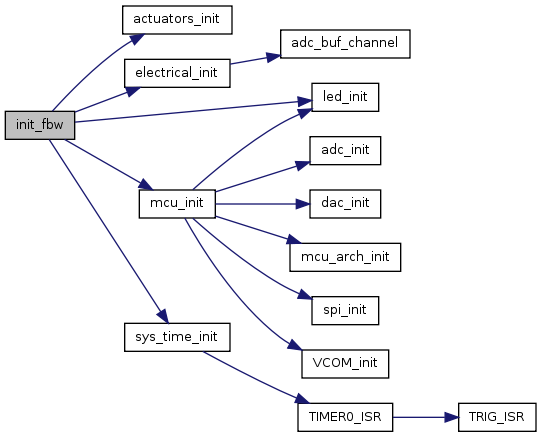 actuators_init
adc_buf_channel
electrical_init
led_init
init_fbw
adc_init
mcu_init
dac_init
mcu_arch_init
spi_init
sys_time_init
VCOM_init
TIMER0_ISR
TRIG_ISR